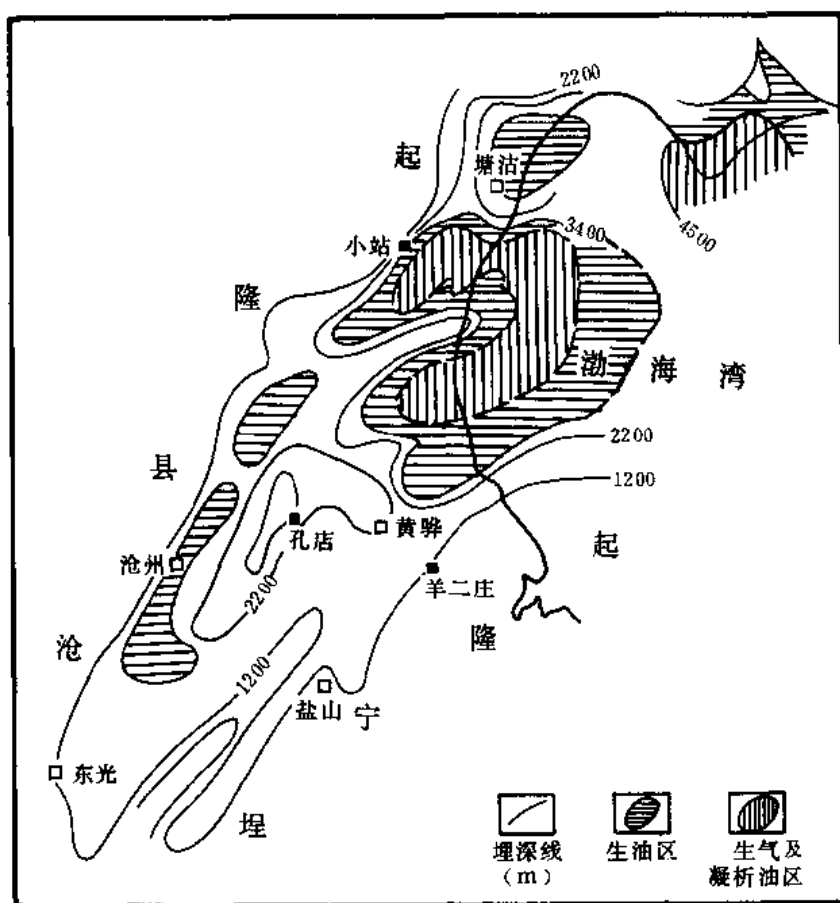 2200
起
塘沽
小站
3400
4500
隆
渤海湾
2200
1200
县
孔店
黄骅
起
沧州
羊二庄
2200
隆
沧
1200
盐山
宁
东光
埕
埋深线
(m)
生油区
生气及
凝析油区